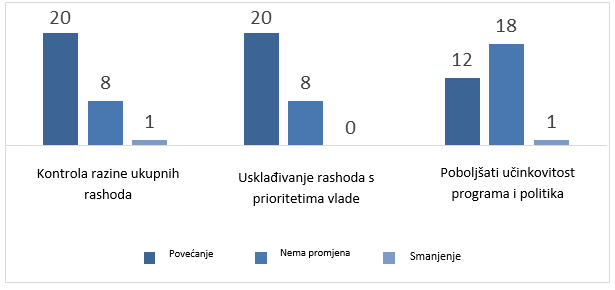 20
8
1
20
8
0
12
18
1
Kontrola razine ukupnih
rashoda
Usklađivanje rashoda s
prioritetima vlade
Poboljšati učinkovitost
programa i politika
Povećanje
Nema promjena
Smanjenje